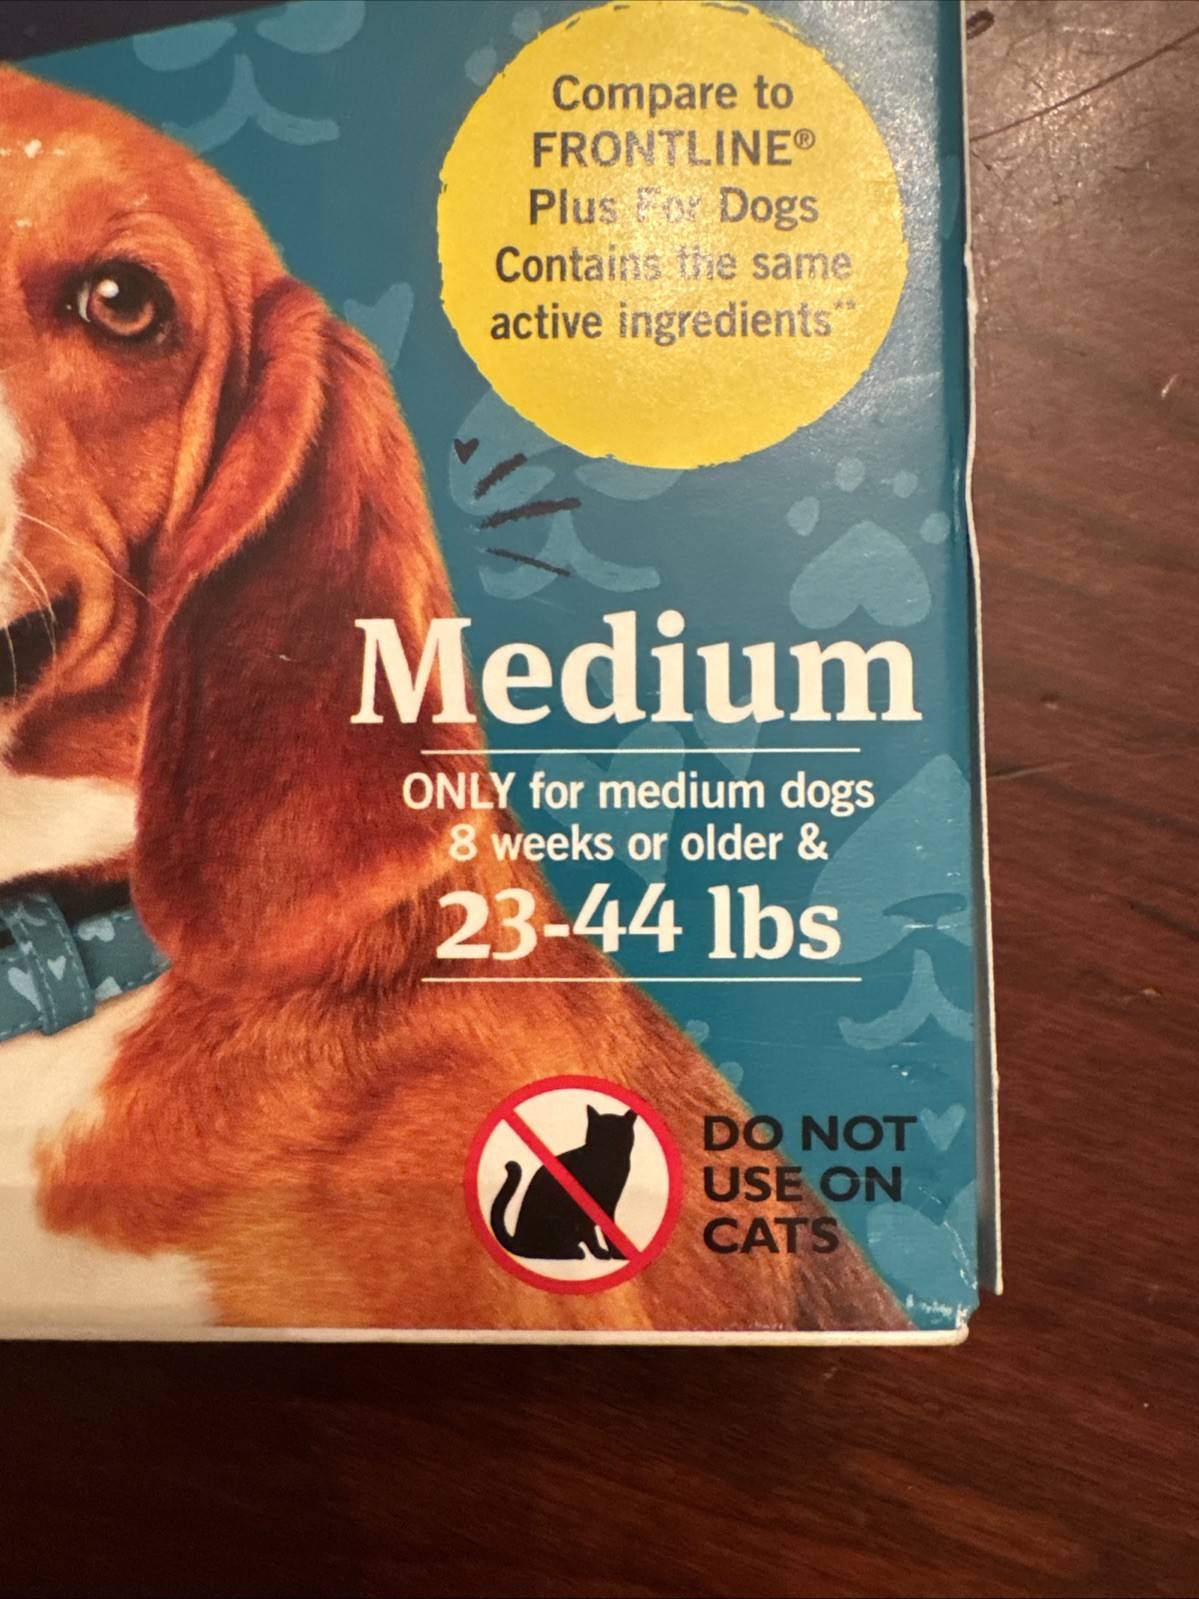 Compare to
FRONTLINE®
Plus For Dogs
Contains the same
active ingredients**
Medium
ONLY for medium dogs
8 weeks or older &
23-44 lbs
DO NOT
USE ON
CATS